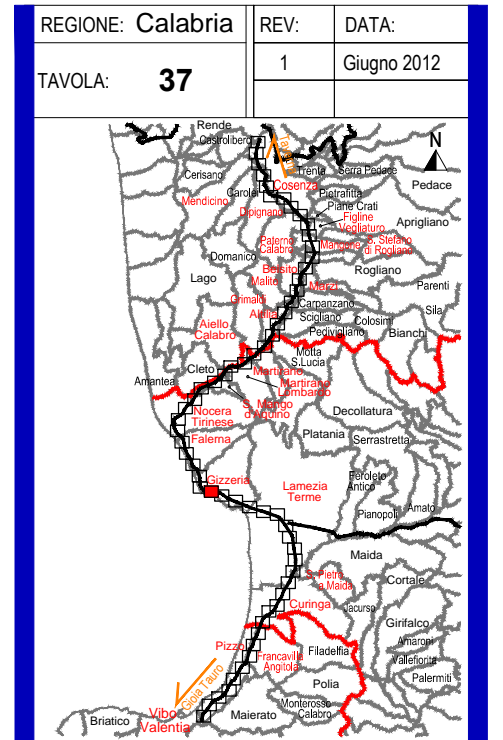 REGIONE: Calabria
REV:
DATA:
TAVOLA: 37
1
Giugno 2012
Rende
Castrolibero
Taranto
N
Cerisano
Trenta
Serra Pedace
Pedace
Carolei
Cosenza
Mendicino
Pietrafitta
Dipignano
Piane Crati
Figline
Vegliaturo
Aprigliano
Paterno
Calabro
Mangone
S. Stefano
di Rogliano
Domanico
Belsito
Rogliano
Lago
Malito
Marzi
Parenti
Grimaldi
Carpanzano
Altilia
Scigliano
Colosimi
Sila
Aiello
Calabro
Pedivigliano
Bianchi
Motta
S.Lucia
Cleto
Martirano
Amantea
Martirano
Lombardo
S. Mango
d'Aquino
Nocera
Tirinese
Decollatura
Falerna
Platania
Serrastretta
Gizzeria
Lamezia
Terme
Feroleto
Antico
Pianopoli
Amato
Maida
S. Pietro
a Maida
Cortale
Curinga
Jacurso
Girifalco
Pizzo
Francavilla
Angitola
Filadelfia
Amaroni
Vallefiorita
Gioia Tauro
Polia
Palermiti
Monterosso
Calabro
Vibo
Valentia
Briatico
Maierato